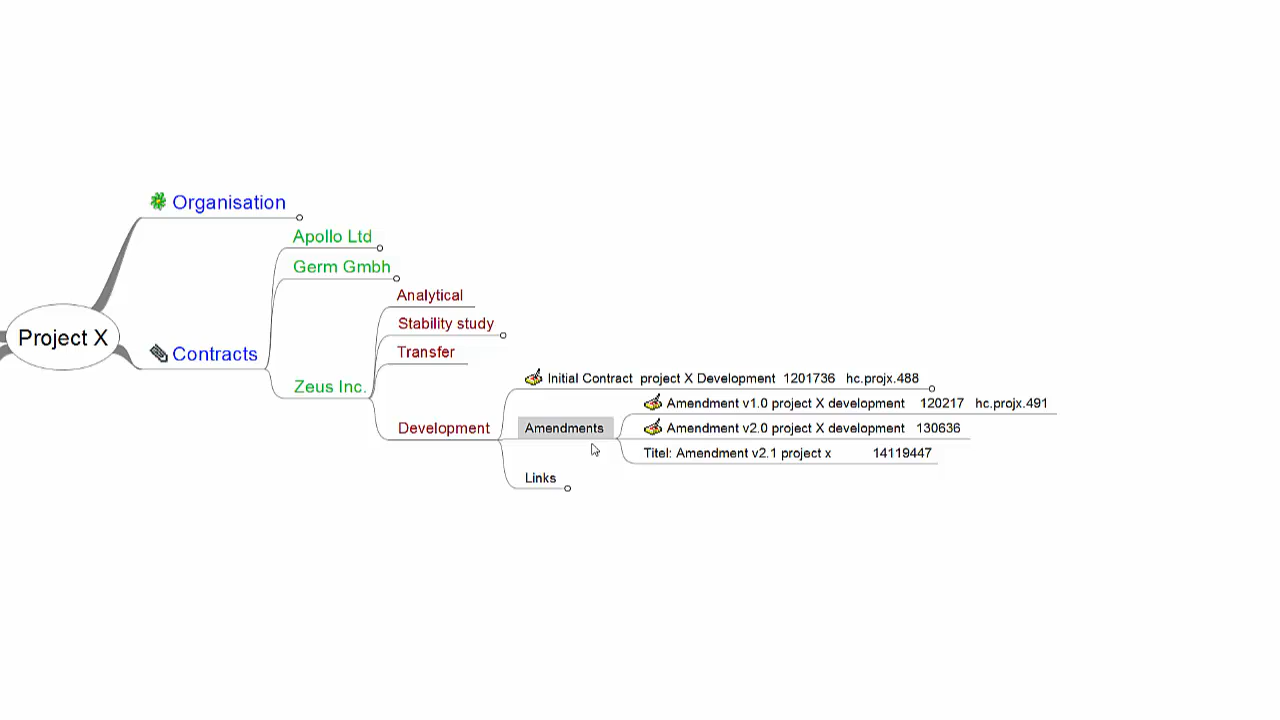 Organisation
Apollo Ltd
Germ Gmbh
Analytical
Stability study
Project X
Contracts
Transfer
Zeus Inc.
Initial Contract project X Development 1201736 hc.projx.488
Amendment v1.0 project X development 120217 hc.projx.491
Development
Amendments
Amendment v2.0 project X development 130636
Titel: Amendment v2.1 project x 14119447
Links